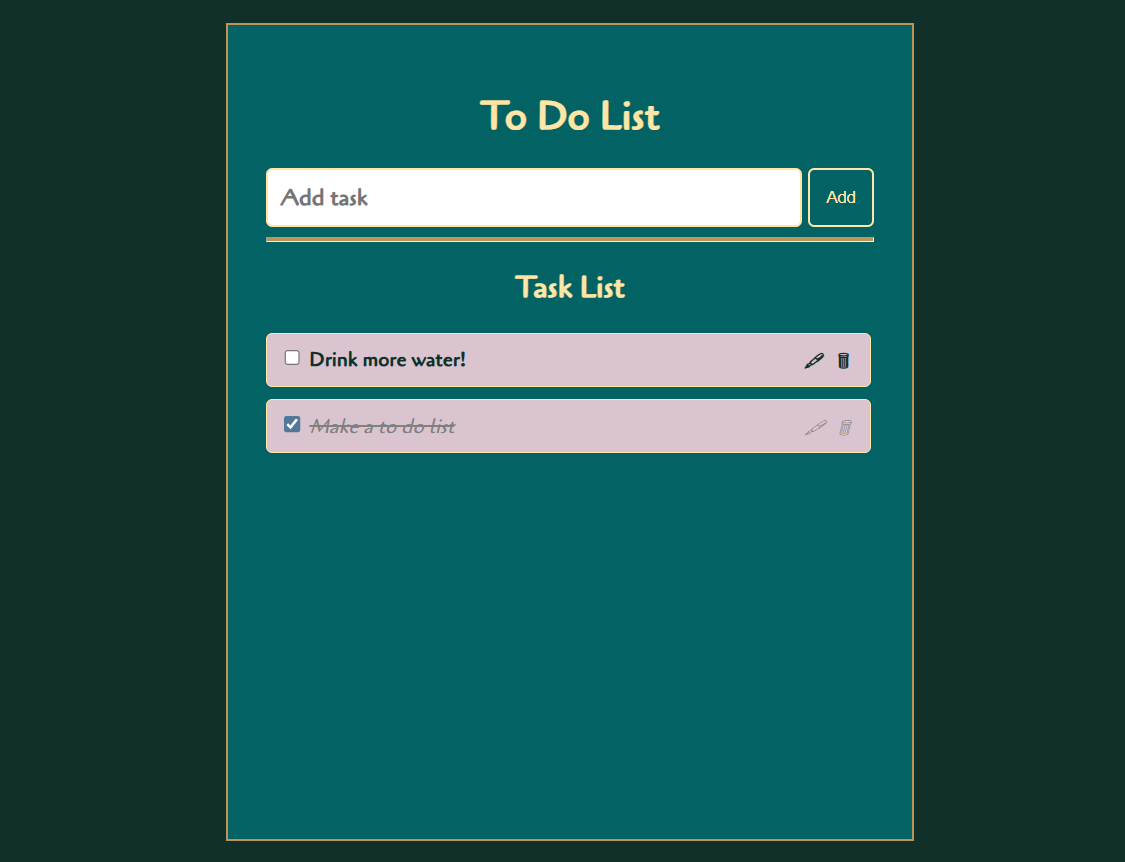 To Do List
Add task
Add
Task List
Drink more water!
Make a to do list